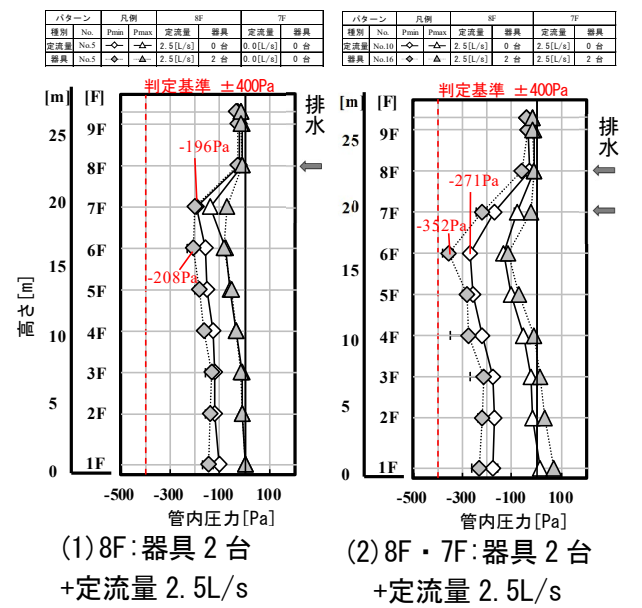 パターン 凡例 8F 7F
種別 No. Pmin Pmax 定流量 器具 定流量 器具
定流量 No.5 2.5[L/s] 0 台 0.0[L/s] 0 台
器具 No.5 2.5[L/s] 2 台 0.0[L/s] 0 台
パターン 凡例 8F 7F
種別 No. Pmin Pmax 定流量 器具 定流量 器具
定流量 No.10 2.5[L/s] 0 台 2.5[L/s] 0 台
器具 No.16 2.5[L/s] 2 台 2.5[L/s] 2 台
判定基準 ±400Pa
[m] [F]
排水
25
20
15
10
5
0
高さ[m]
9F
8F
7F
6F
5F
4F
3F
2F
1F
-196Pa
-208Pa
-500 -300 -100 100
管内圧力[Pa]
(1)8F:器具 2 台
+定流量 2.5L/s
判定基準 ±400Pa
[m] [F]
排水
25
20
15
10
5
0
9F
8F
7F
6F
5F
4F
3F
2F
1F
-271Pa
-352Pa
-500 -300 -100 100
管内圧力[Pa]
(2)8F・7F:器具 2 台
+定流量 2.5L/s